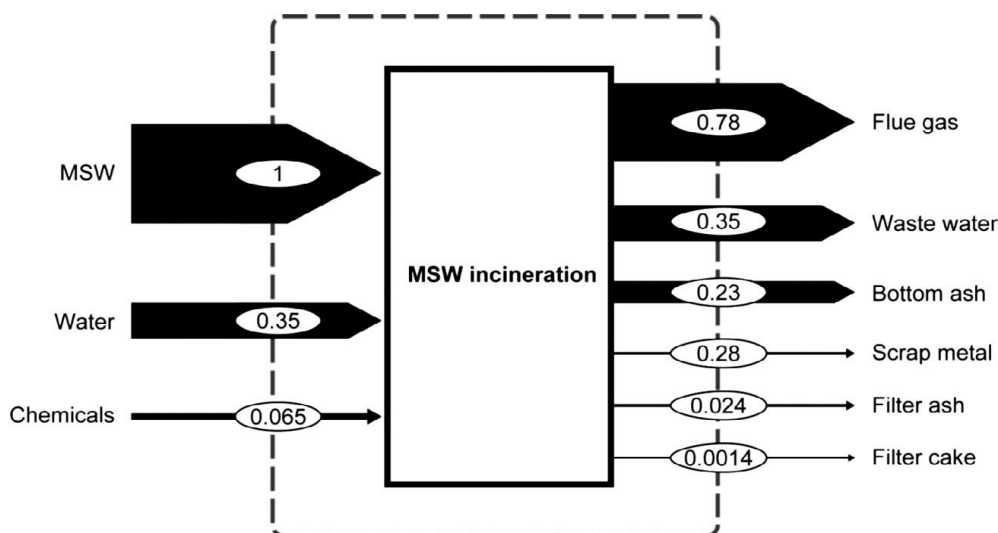 MSW
1
Water
0.35
Chemicals
0.065
MSW incineration
0.78
Flue gas
0.35
Waste water
0.23
Bottom ash
0.28
Scrap metal
0.024
Filter ash
0.0014
Filter cake